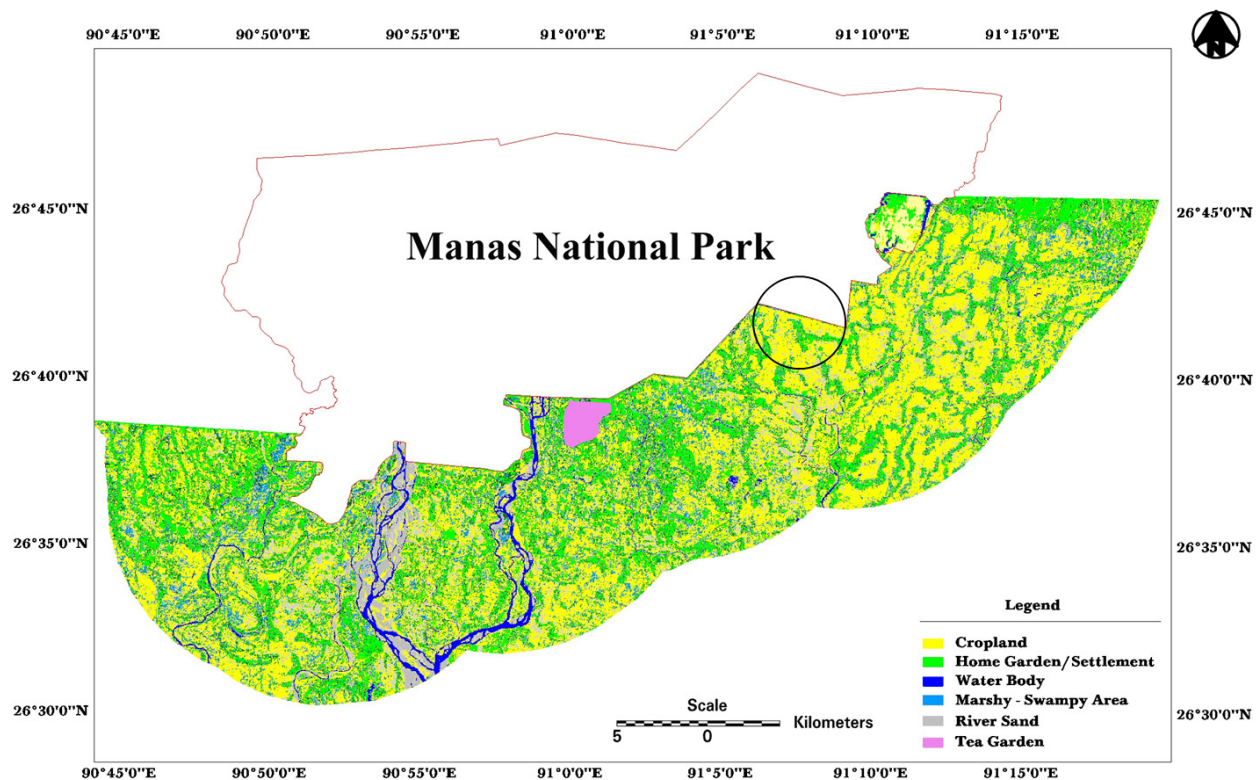 90°45'0"E 90°50'0"E 90°55'0"E 91°0'0"E 91°5'0"E 91°10'0"E 91°15'0"E
N
26°45'0"N 26°45'0"N
Manas National Park
26°40'0"N 26°40'0"N
26°35'0"N 26°35'0"N
Legend
Cropland
Home Garden/Settlement
Water Body
Marshy - Swampy Area
River Sand
Tea Garden
Scale
Kilometers
5 0
26°30'0"N 26°30'0"N
90°45'0"E 90°50'0"E 90°55'0"E 91°0'0"E 91°5'0"E 91°10'0"E 91°15'0"E